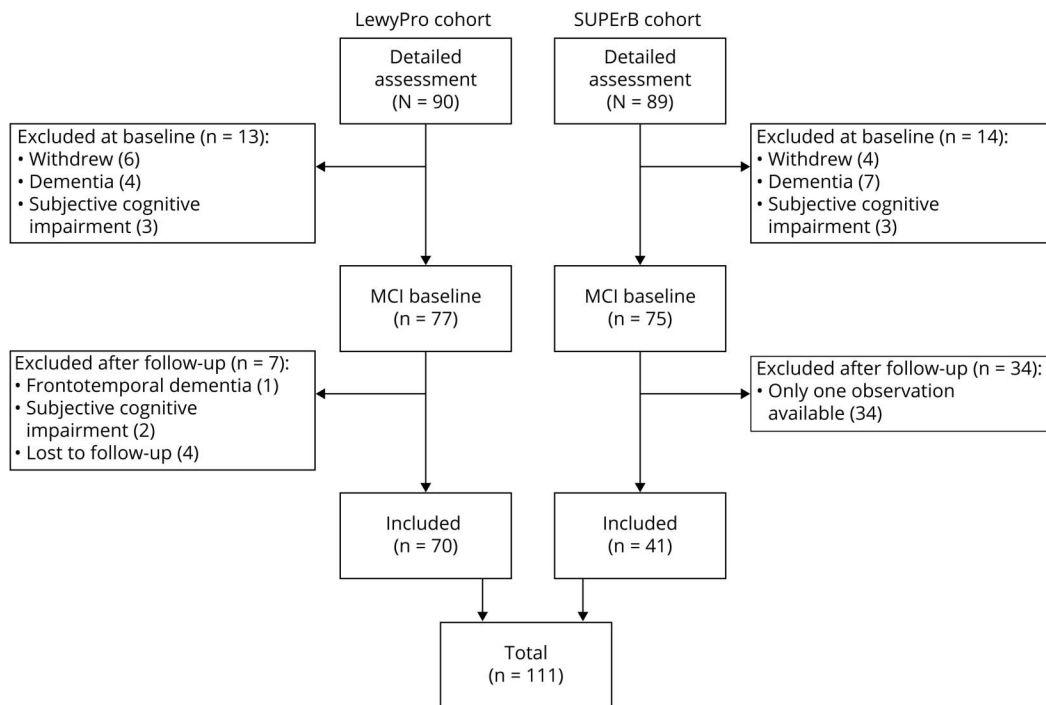 LewyPro cohort
SUPErB cohort
Detailed
assessment
(N = 90)
Detailed
assessment
(N = 89)
Excluded at baseline (n = 13):
• Withdrew (6)
• Dementia (4)
• Subjective cognitive
impairment (3)
Excluded at baseline (n = 14):
• Withdrew (4)
• Dementia (7)
• Subjective cognitive
impairment (3)
MCI baseline
(n = 77)
MCI baseline
(n = 75)
Excluded after follow-up (n = 7):
• Frontotemporal dementia (1)
• Subjective cognitive
impairment (2)
• Lost to follow-up (4)
Excluded after follow-up (n = 34):
• Only one observation
available (34)
Included
(n = 70)
Included
(n = 41)
Total
(n = 111)